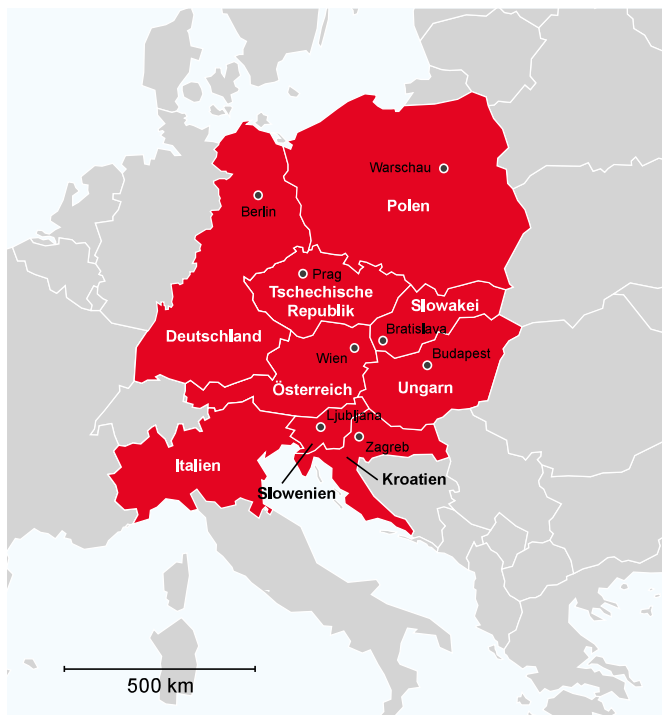 Warschau
Polen
Berlin
Prag
Tschechische
Republik
Slowakei
Deutschland
Bratislava
Wien
Budapest
Österreich
Ungarn
Ljubljana
Zagreb
Italien
Slowenien
Kroatien
500 km